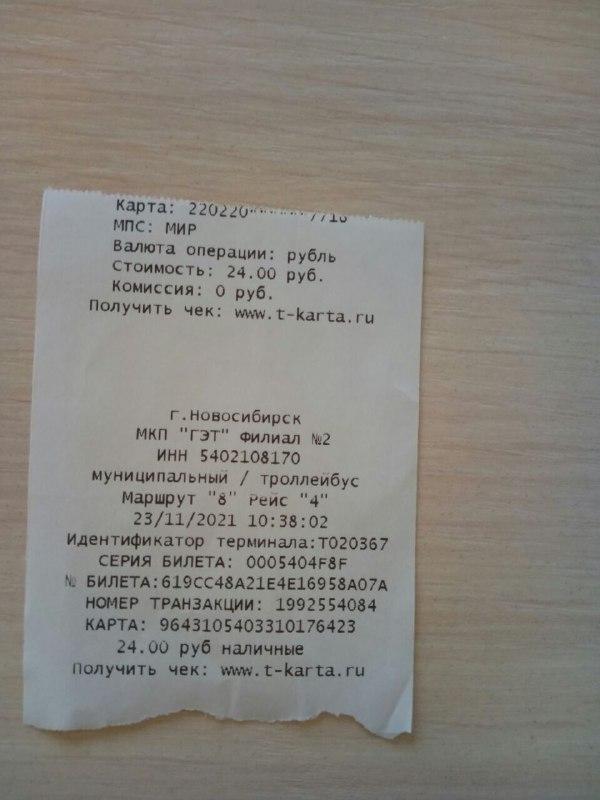 Карта: 220220******7716
МПС: МИР
Валюта операции: рубль
Стоимость: 24.00 руб.
Комиссия: 0 руб.
Получить чек: www.t-karta.ru
г.Новосибирск
МКП "ГЭТ" Филиал №2
ИНН 5402108170
муниципальный / троллейбус
Маршрут "8" Рейс "4"
23/11/2021 10:38:02
Идентификатор терминала:T020367
СЕРИЯ БИЛЕТА: 0005404F8F
№ БИЛЕТА:619CC48A21E4E16958A07A
НОМЕР ТРАНЗАКЦИИ: 1992554084
КАРТА: 9643105403310176423
24.00 руб наличные
Получить чек: www.t-karta.ru